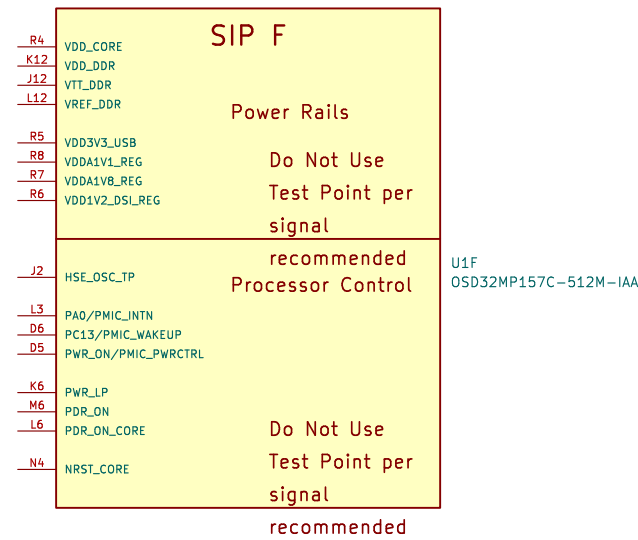 SIP F
R4 VDD_CORE
K12 VDD_DDR
J12 VTT_DDR
L12 VREF_DDR
Power Rails
R5 VDD3V3_USB
R8 VDDA1V1_REG
R7 VDDA1V8_REG
R6 VDD1V2_DSI_REG
Do Not Use
Test Point per
signal
recommended
Processor Control
U1F
OSD32MP157C-512M-IAA
J2 HSE_OSC_TP
L3 PA0/PMIC_INTN
D6 PC13/PMIC_WAKEUP
D5 PWR_ON/PMIC_PWRCTRL
K6 PWR_LP
M6 PDR_ON
L6 PDR_ON_CORE
N4 NRST_CORE
Do Not Use
Test Point per
signal
recommended